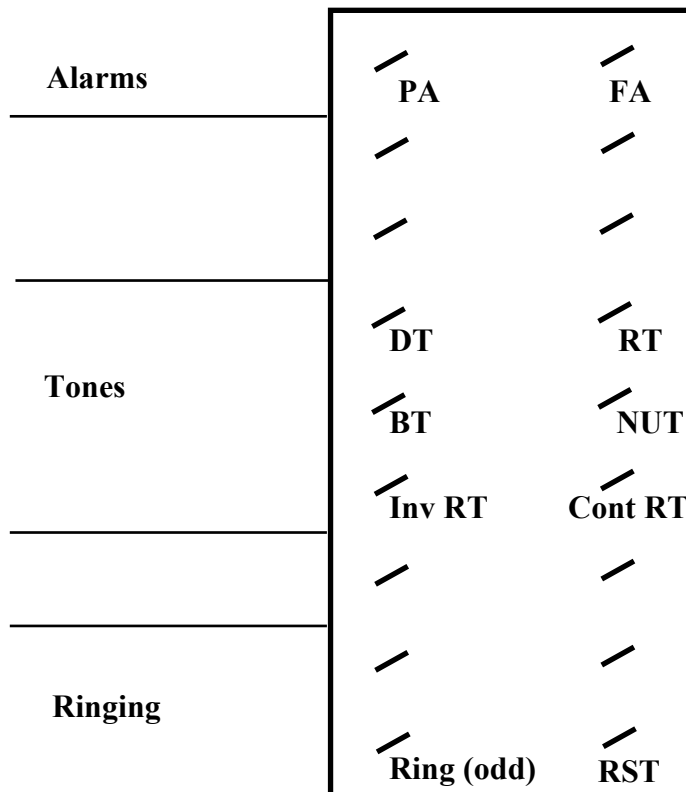 Alarms
PA FA
DT RT
Tones
BT NUT
Inv RT Cont RT
Ringing
Ring (odd) RST